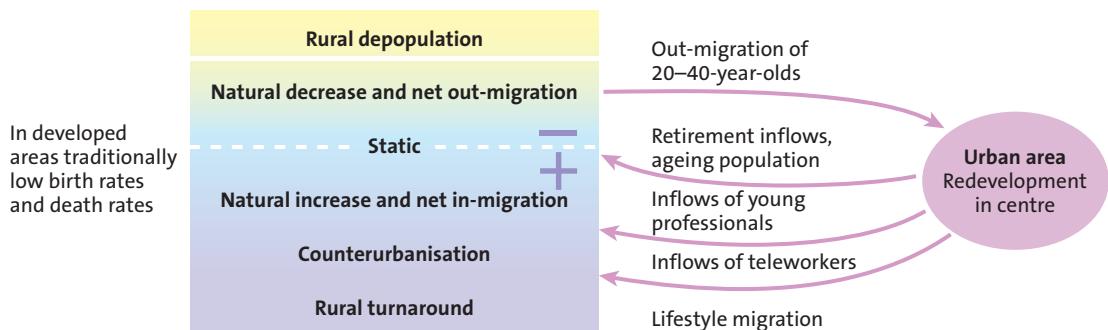 In developed
areas traditionally
low birth rates
and death rates
Rural depopulation
Natural decrease and net out-migration
Static
Natural increase and net in-migration
Counterurbanisation
Rural turnaround
Out-migration of
20–40-year-olds
Retirement inflows,
ageing population
Inflows of young
professionals
Inflows of teleworkers
Lifestyle migration
Urban area
Redevelopment
in centre